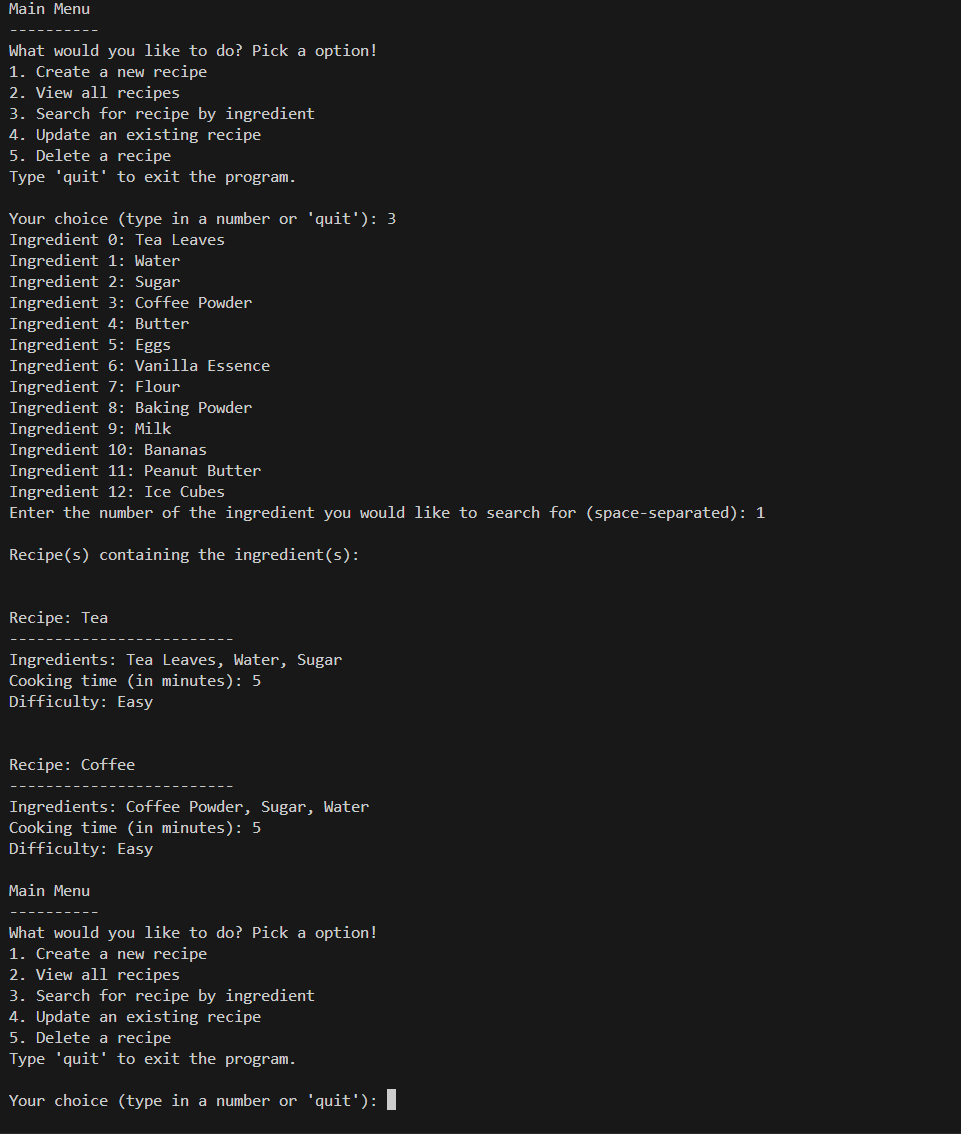 Main Menu
----------
What would you like to do? Pick a option!
1. Create a new recipe
2. View all recipes
3. Search for recipe by ingredient
4. Update an existing recipe
5. Delete a recipe
Type 'quit' to exit the program.
Your choice (type in a number or 'quit'): 3
Ingredient 0: Tea Leaves
Ingredient 1: Water
Ingredient 2: Sugar
Ingredient 3: Coffee Powder
Ingredient 4: Butter
Ingredient 5: Eggs
Ingredient 6: Vanilla Essence
Ingredient 7: Flour
Ingredient 8: Baking Powder
Ingredient 9: Milk
Ingredient 10: Bananas
Ingredient 11: Peanut Butter
Ingredient 12: Ice Cubes
Enter the number of the ingredient you would like to search for (space-separated): 1
Recipe(s) containing the ingredient(s):
Recipe: Tea
-------------------------
Ingredients: Tea Leaves, Water, Sugar
Cooking time (in minutes): 5
Difficulty: Easy
Recipe: Coffee
-------------------------
Ingredients: Coffee Powder, Sugar, Water
Cooking time (in minutes): 5
Difficulty: Easy
Main Menu
----------
What would you like to do? Pick a option!
1. Create a new recipe
2. View all recipes
3. Search for recipe by ingredient
4. Update an existing recipe
5. Delete a recipe
Type 'quit' to exit the program.
Your choice (type in a number or 'quit'):